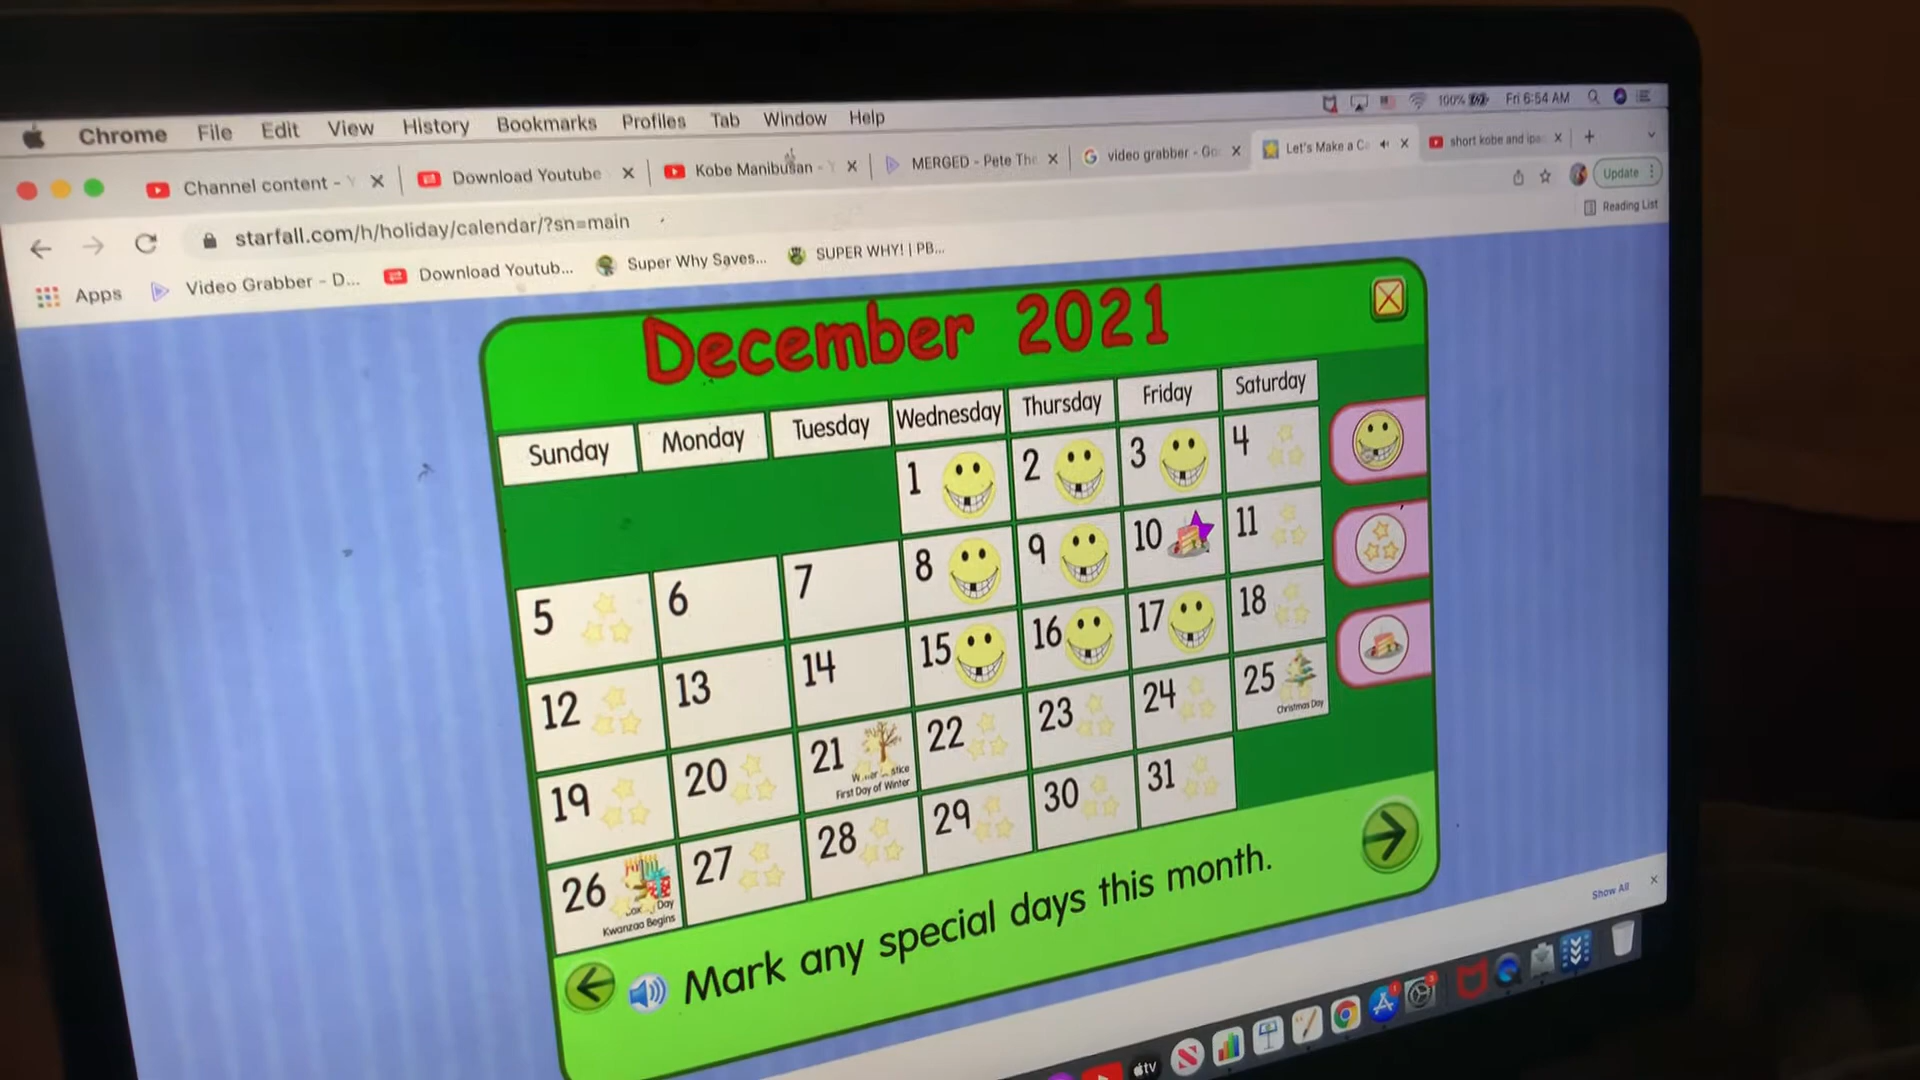 Chrome File Edit View History Bookmarks Profiles Tab Window Help 100% Fri 6:54 AM
Channel content - Download Youtube Kobe Manibusan - MERGED - Pete The video grabber - Go Let's Make a C short kobe and ipa
starfall.com/h/holiday/calendar/?sn=main Update
Apps Video Grabber - D... Download Youtub... Super Why Saves... SUPER WHY! | PB... Reading List
December 2021
Sunday Monday Tuesday Wednesday Thursday Friday Saturday
1 2 3 4
5 6 7 8 9 10 11
12 13 14 15 16 17 18
19 20 21 22 23 24 25
First Day of Winter
Christmas Day
26 27 28 29 30 31
Day
Kwanzaa Begins
Mark any special days this month.
Show All
tv